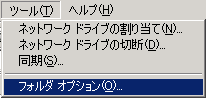 ツール(T) ヘルプ(H)
ネットワーク ドライブの割り当て(N)...
ネットワーク ドライブの切断(D)...
同期(S)...
フォルダ オプション(O)...